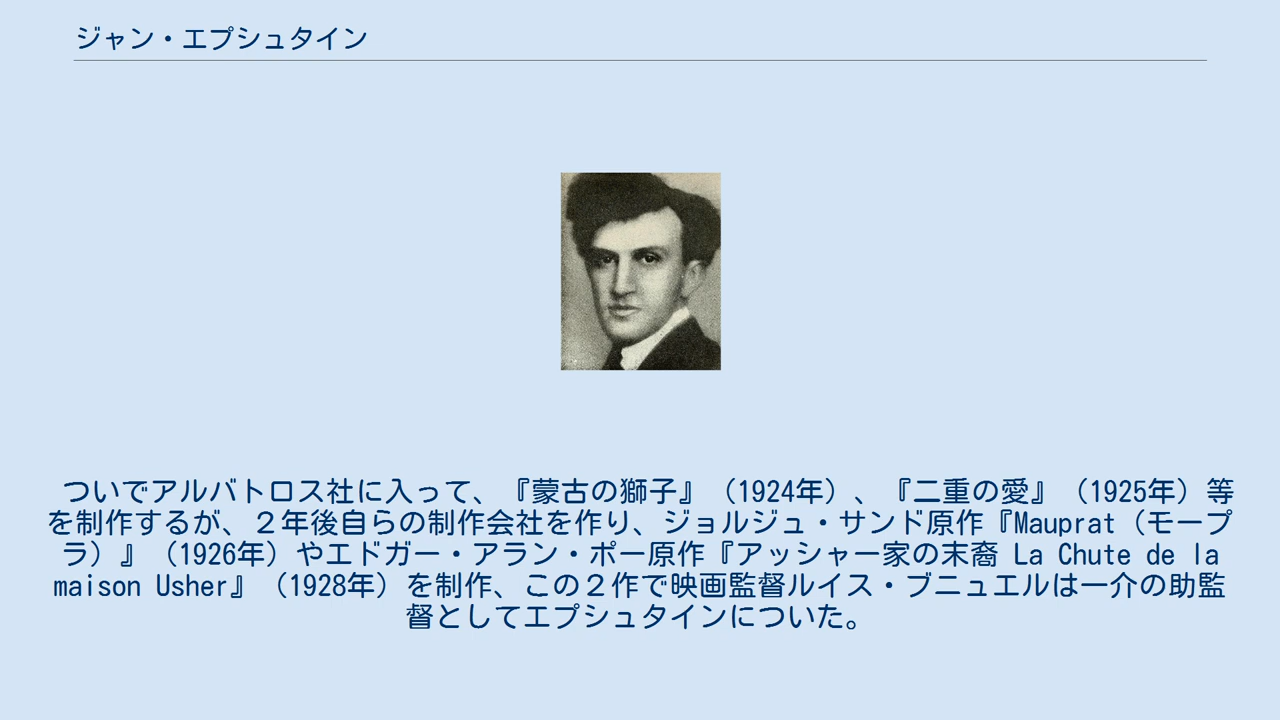 ジャン・エプシュタイン
ついでアルバトロス社に入って、『蒙古の獅子』（1924年）、『二重の愛』（1925年）等
を制作するが、２年後自らの制作会社を作り、ジョルジュ・サンド原作『Mauprat（モープ
ラ）』（1926年）やエドガー・アラン・ポー原作『アッシャー家の末裔 La Chute de la
maison Usher』（1928年）を制作、この２作で映画監督ルイス・ブニュエルは一介の助監
督としてエプシュタインについた。